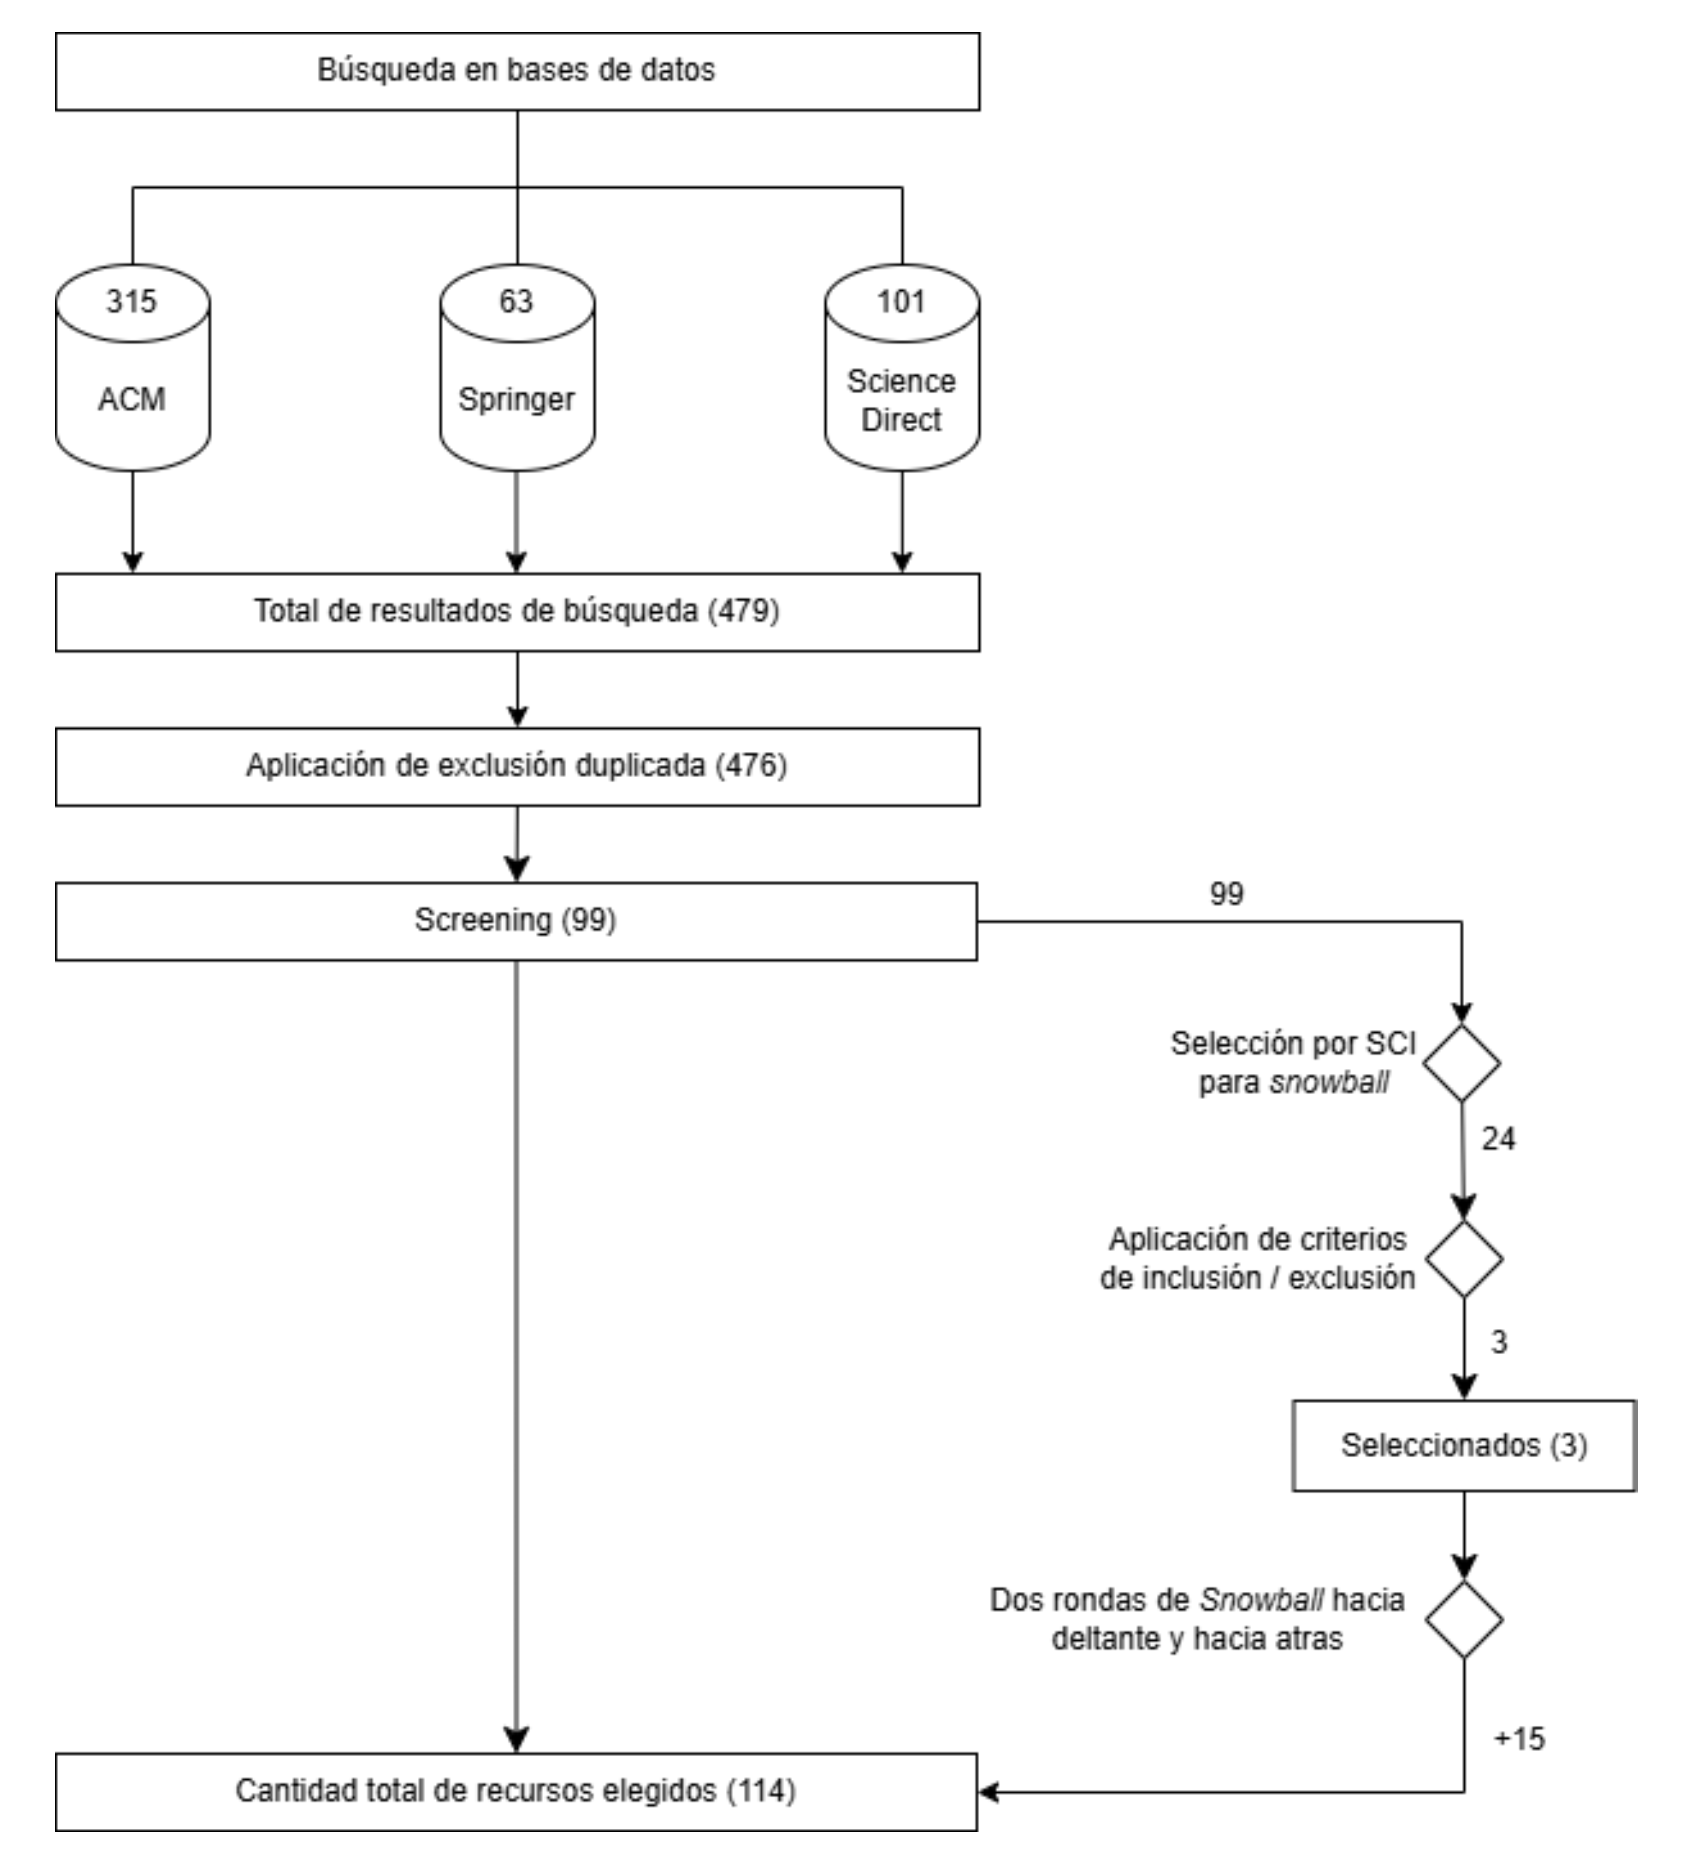 Búsqueda en bases de datos
315
63
101
ACM
Springer
Science
Direct
Total de resultados de búsqueda (479)
Aplicación de exclusión duplicada (476)
Screening (99)
99
Selección por SCI
para snowball
24
Aplicación de criterios
de inclusión / exclusión
3
Seleccionados (3)
Dos rondas de Snowball hacia
deltante y hacia atras
+15
Cantidad total de recursos elegidos (114)